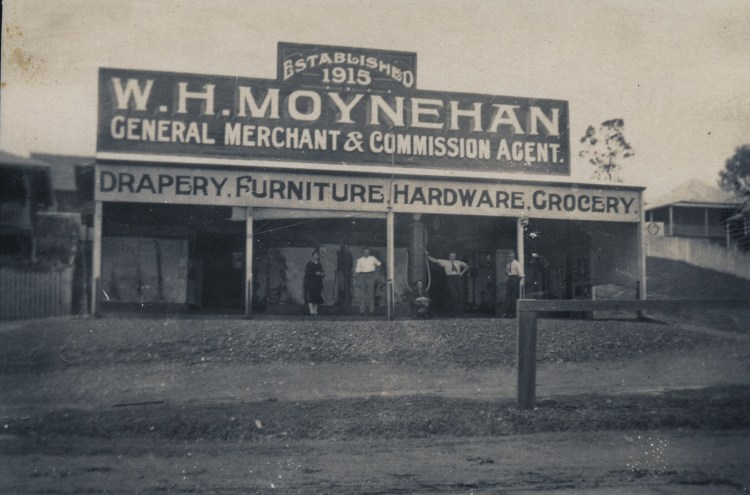 ESTABLISHED
1915
W.H. MOYNEHAN
GENERAL MERCHANT & COMMISSION AGENT.
DRAPERY. FURNITURE. HARDWARE. GROCERY.